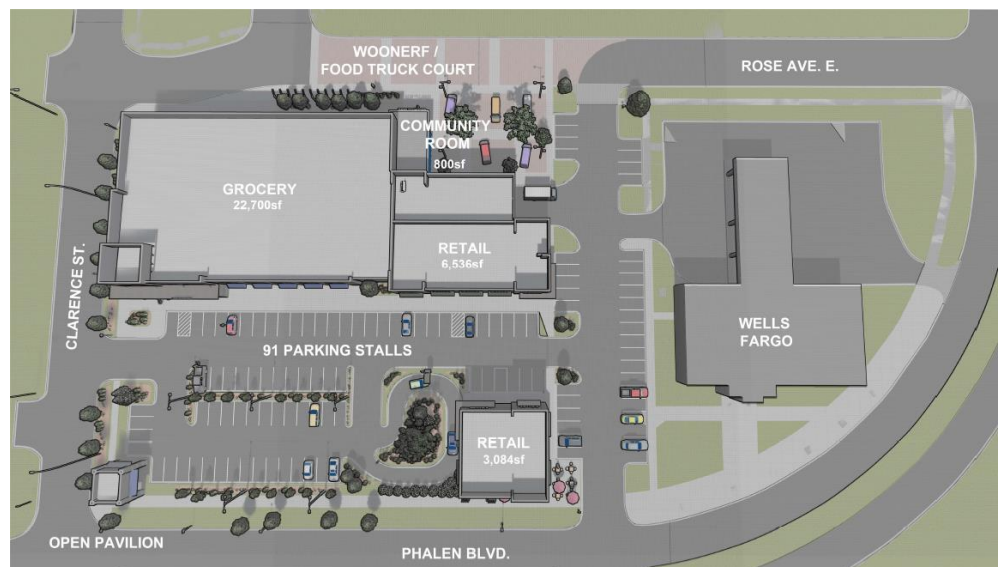 WOONERF /
FOOD TRUCK COURT
ROSE AVE. E.
COMMUNITY
ROOM
800sf
GROCERY
22,700sf
RETAIL
6,536sf
CLARENCE ST.
WELLS
FARGO
91 PARKING STALLS
RETAIL
3,084sf
OPEN PAVILION
PHALEN BLVD.